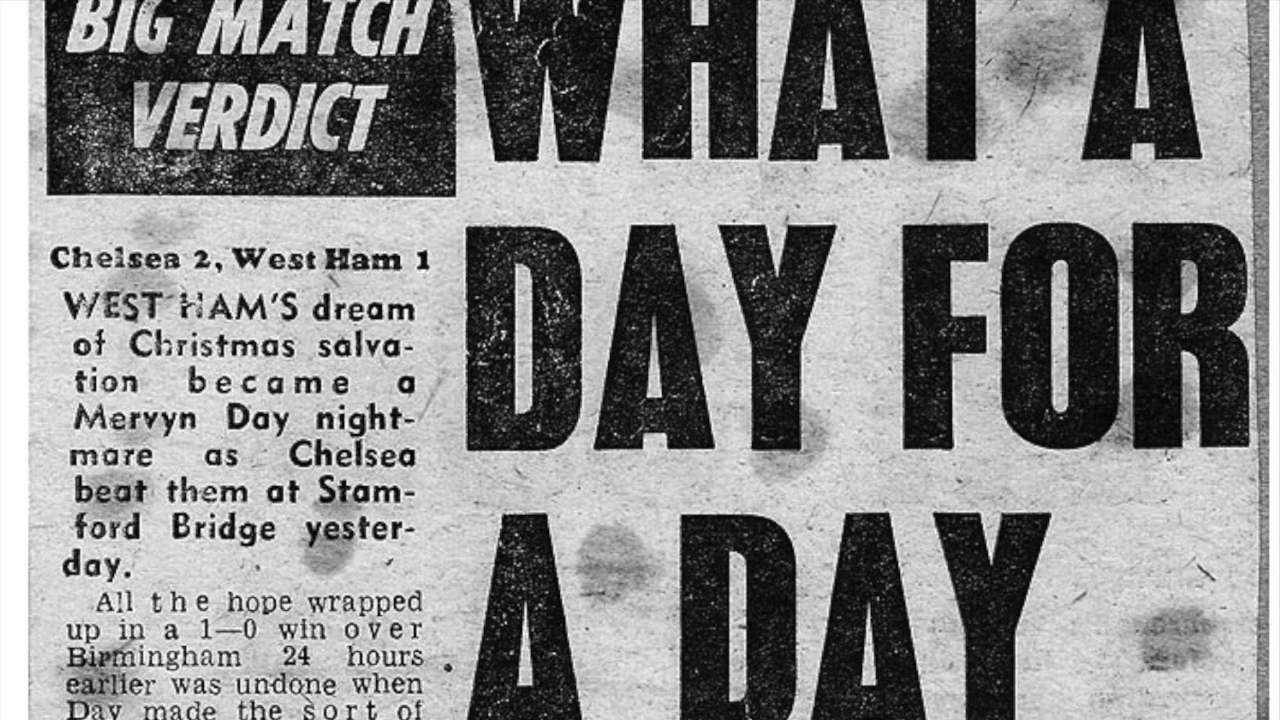 BIG MATCH
VERDICT
WHAT A
DAY FOR
A DAY
Chelsea 2, West Ham 1
WEST HAM'S dream
of Christmas salva-
tion became a
Mervyn Day night-
mare as Chelsea
beat them at Stam-
ford Bridge yester-
day.
All the hope wrapped
up in a 1—0 win over
Birmingham 24 hours
earlier was undone when
Day made the sort of